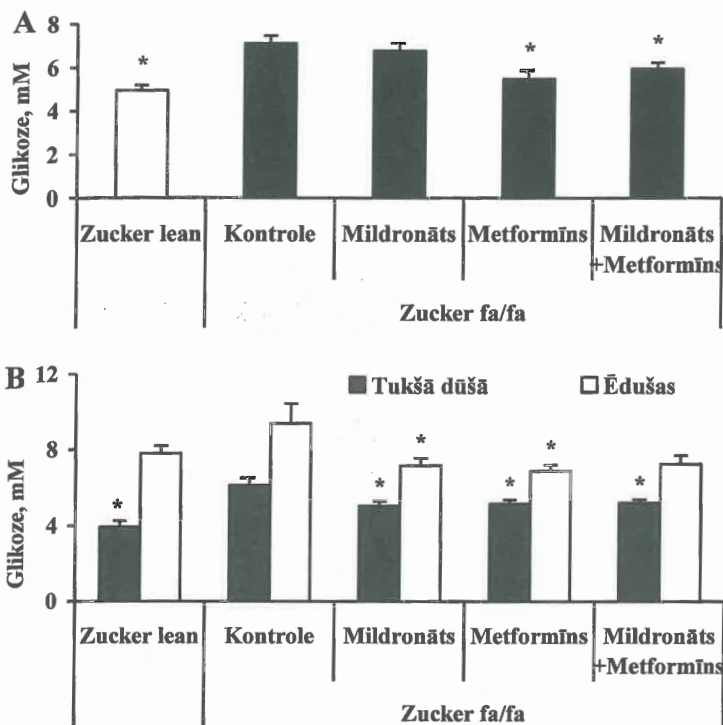 A
8
6
4
2
0
Glikoze, mM
*
*
*
Zucker lean
Kontrole
Mildronāts
Metformīns
Mildronāts
+Metformīns
Zucker fa/fa
B
12
8
4
0
Glikoze, mM
Tukšā dūšā
Ēdušas
*
*
*
*
*
*
Zucker lean
Kontrole
Mildronāts
Metformīns
Mildronāts
+Metformīns
Zucker fa/fa